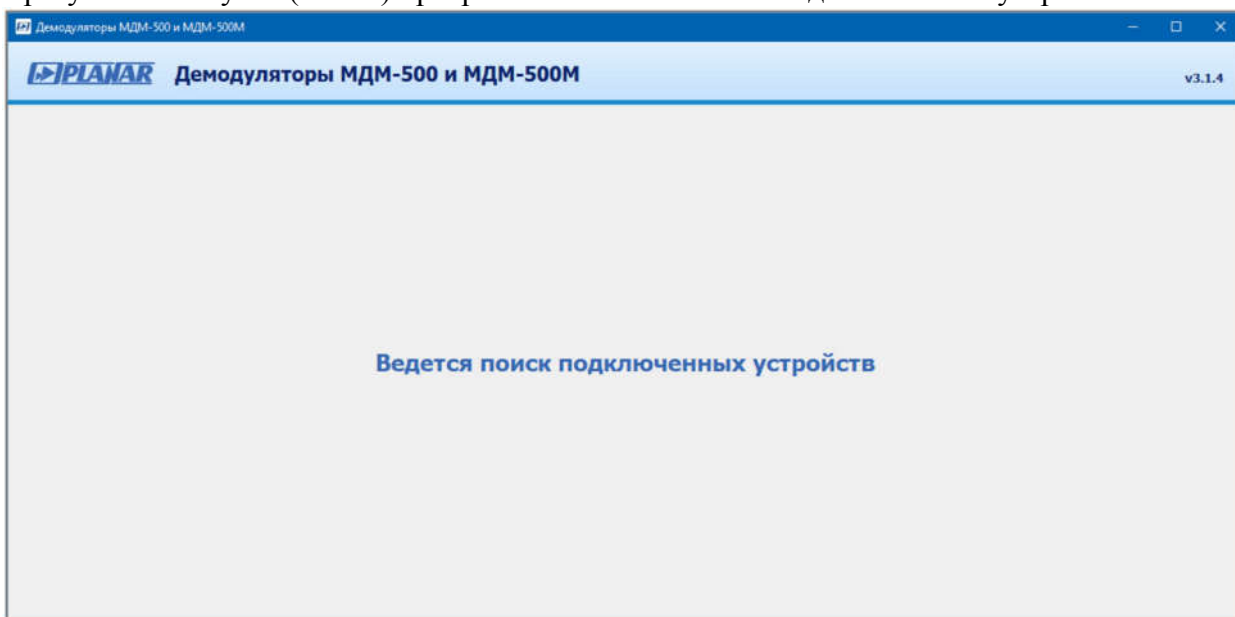 Демодуляторы МДМ-500 и МДМ-500М
PLANAR Демодуляторы МДМ-500 и МДМ-500М
v3.1.4
Ведется поиск подключенных устройств